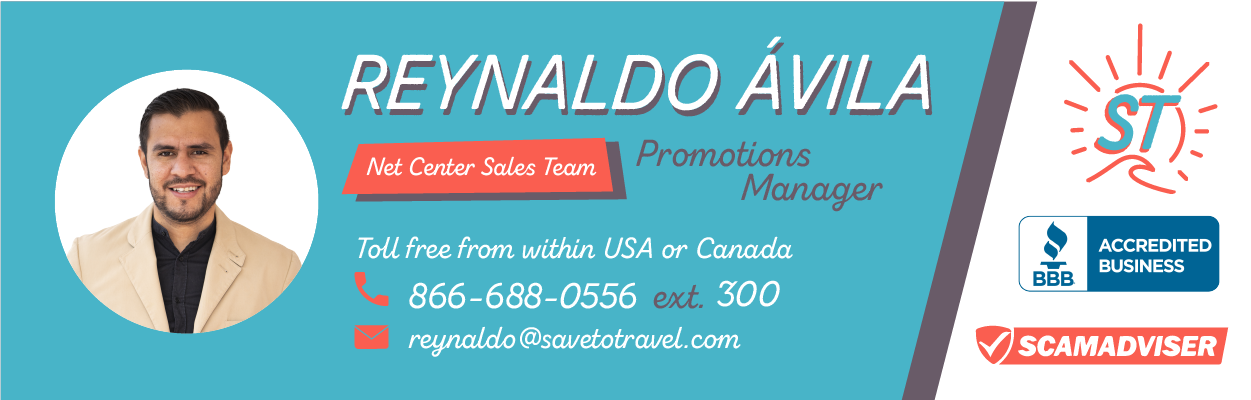 REYNALDO ÁVILA
Net Center Sales Team
Promotions
Manager
Toll free from within USA or Canada
866-688-0556 ext. 300
reynaldo@savetotravel.com
ST
BBB
ACCREDITED
BUSINESS
SCAMADVISER